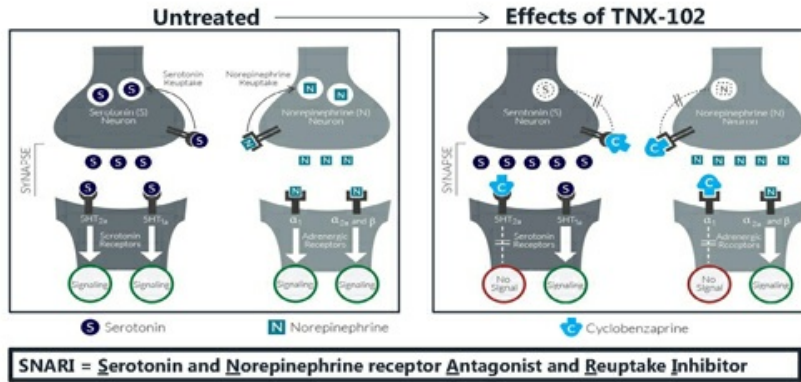 Untreated
Effects of TNX-102
Serotonin
Reuptake
Norepinephrine
Reuptake
S
S
N
N
Serotonin (S)
Neuron
Norepinephrine (N)
Neuron
S
N
SYNAPSE
S S S
N N N
S
S
N
N
5HT2a
5HT1a
α1
α2a and β
Serotonin
Receptors
Adrenergic
Receptors
Signaling
Signaling
Signaling
Signaling
S
N
Serotonin (S)
Neuron
Norepinephrine (N)
Neuron
C
C
SYNAPSE
S S S S S
N N N N N
C
S
C
N
5HT2a
5HT1a
α1
α2a and β
Serotonin
Receptors
Adrenergic
Receptors
No
Signal
Signaling
No
Signal
Signaling
S Serotonin
N Norepinephrine
C Cyclobenzaprine
SNARI = Serotonin and Norepinephrine receptor Antagonist and Reuptake Inhibitor